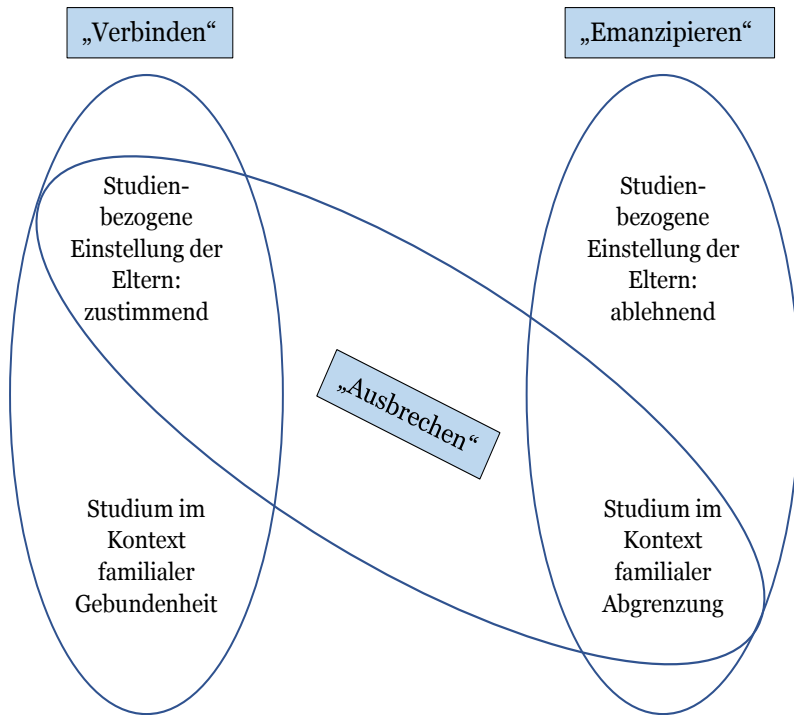 „Verbinden“
„Emanzipieren“
Studien-
bezogene
Einstellung der
Eltern:
zustimmend
Studien-
bezogene
Einstellung der
Eltern:
ablehnend
„Ausbrechen“
Studium im
Kontext
familialer
Gebundenheit
Studium im
Kontext
familialer
Abgrenzung